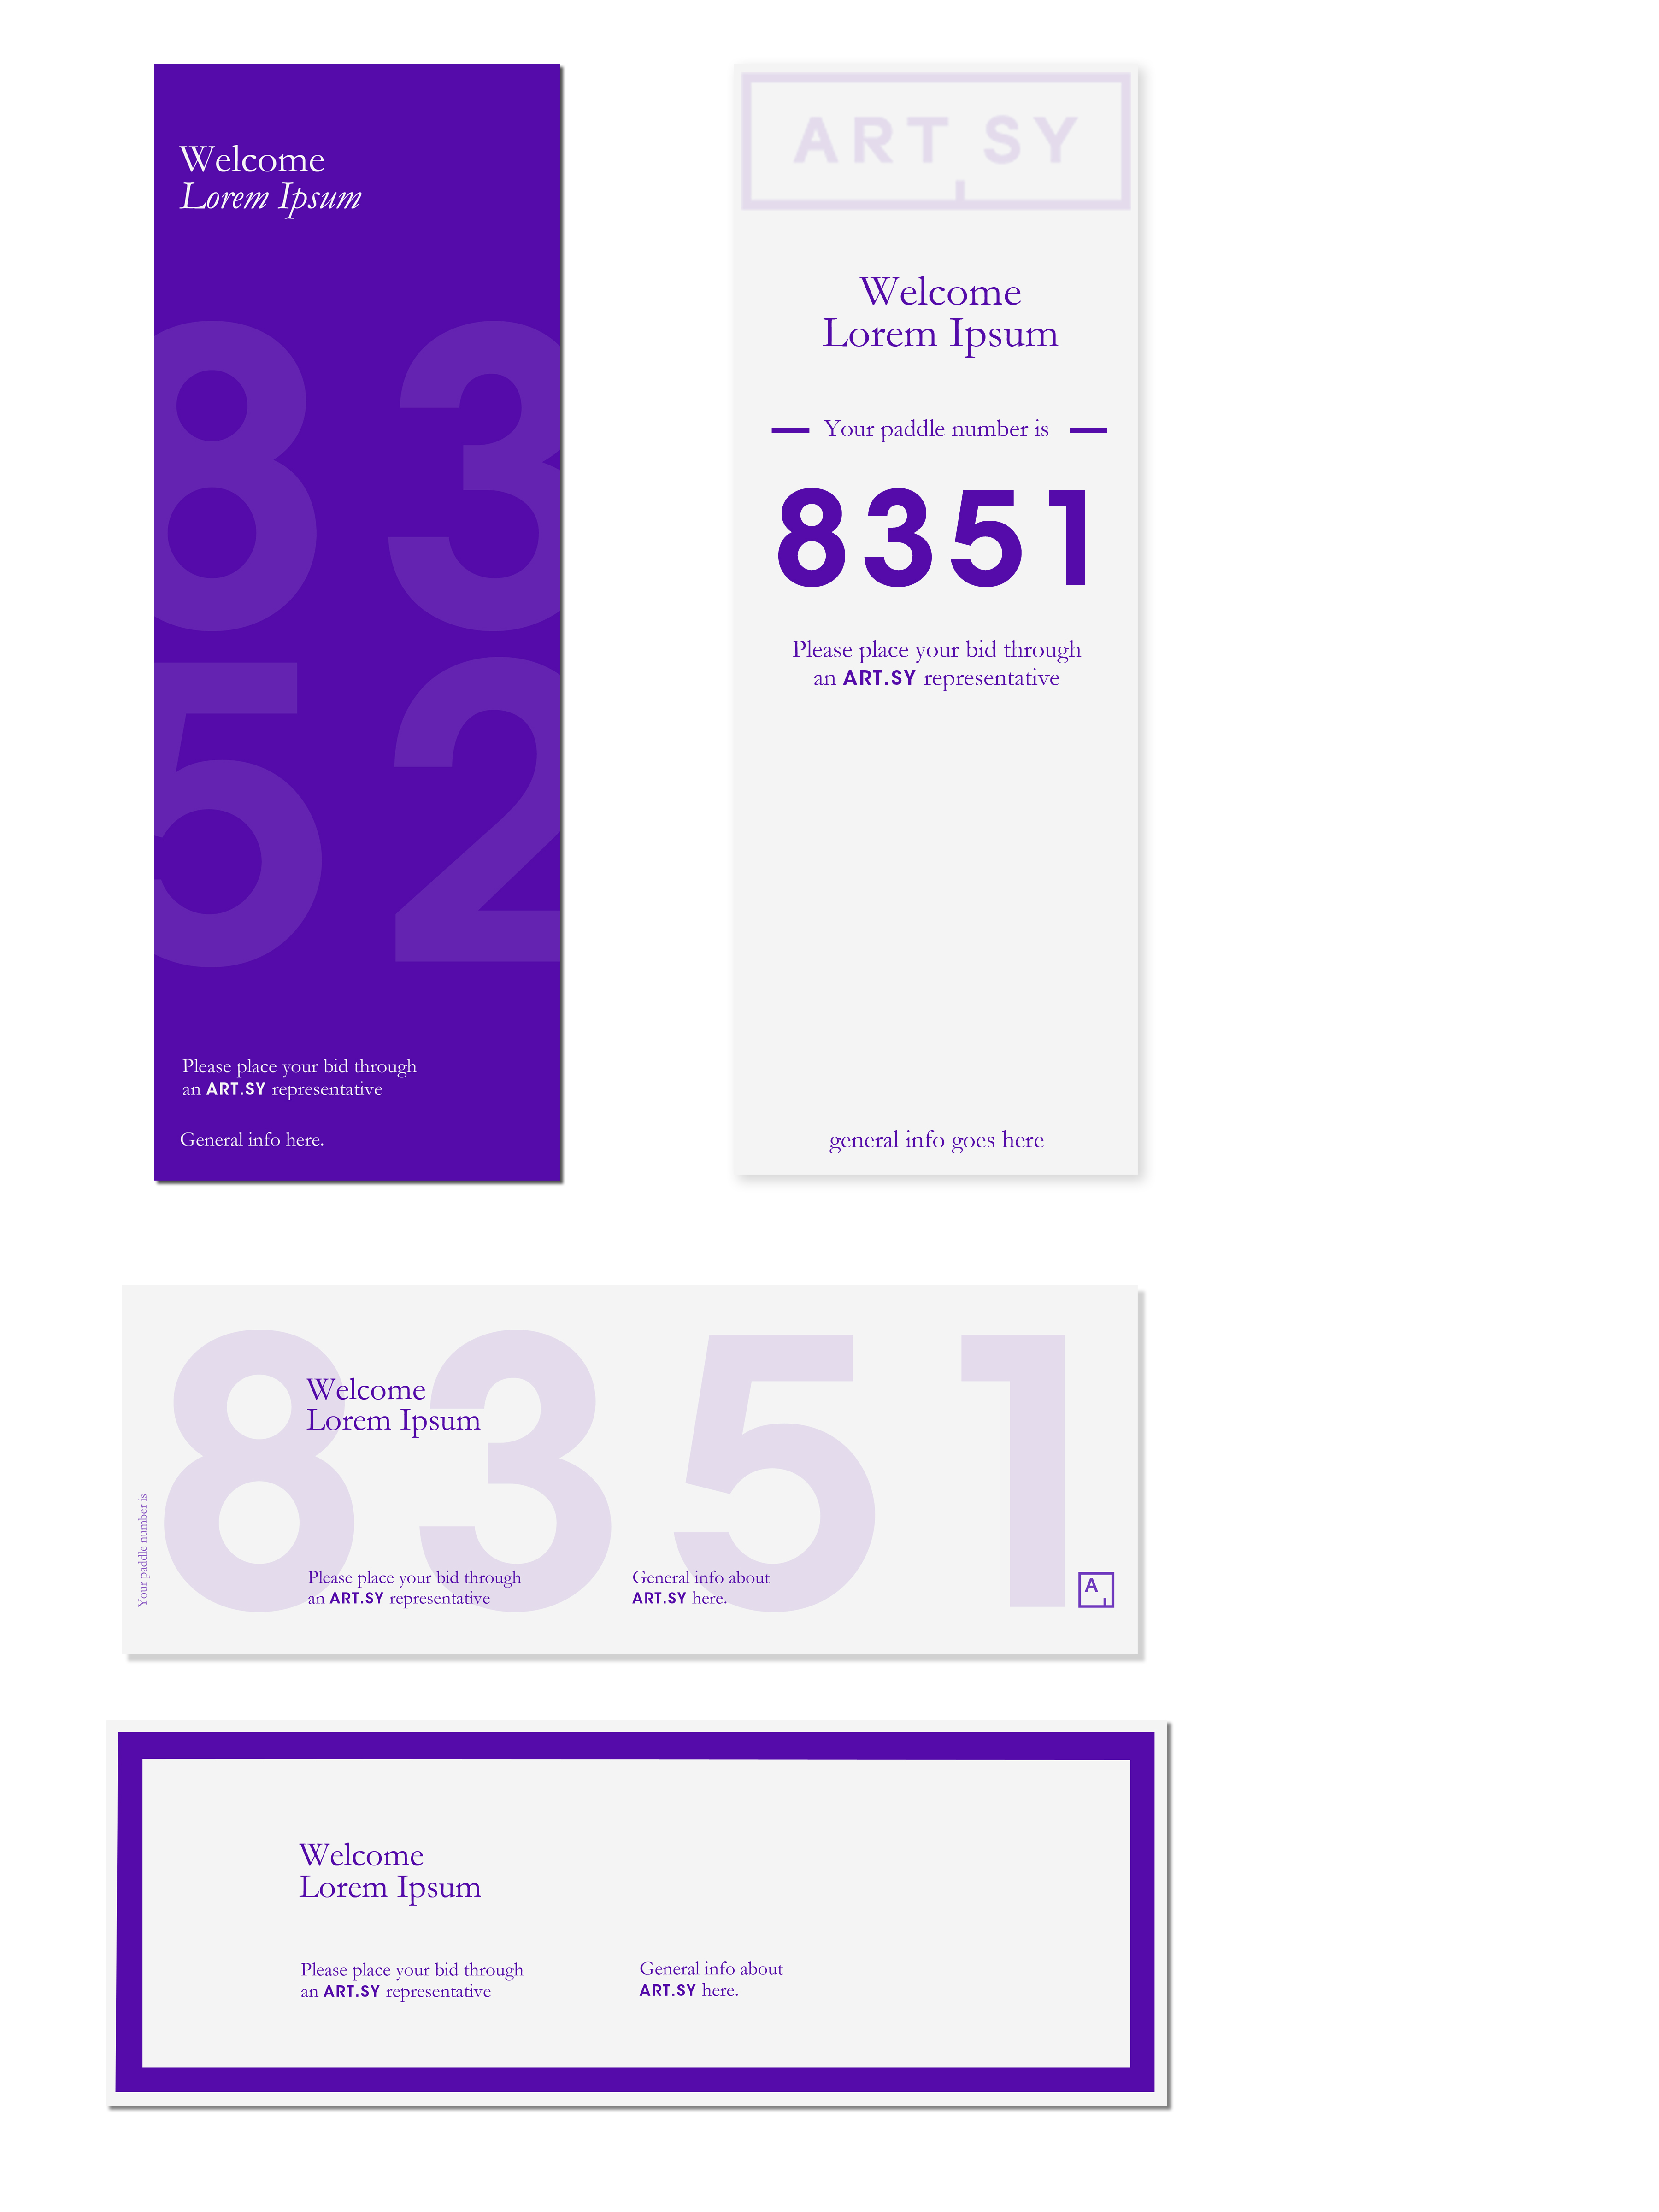 Welcome
Lorem Ipsum
83
52
Please place your bid through
an ART.SY representative
General info here.
ART SY
Welcome
Lorem Ipsum
Your paddle number is
8351
Please place your bid through
an ART.SY representative
general info goes here
8351
Welcome
Lorem Ipsum
Your paddle number is
Please place your bid through
an ART.SY representative
General info about
ART.SY here.
A
Welcome
Lorem Ipsum
Please place your bid through
an ART.SY representative
General info about
ART.SY here.